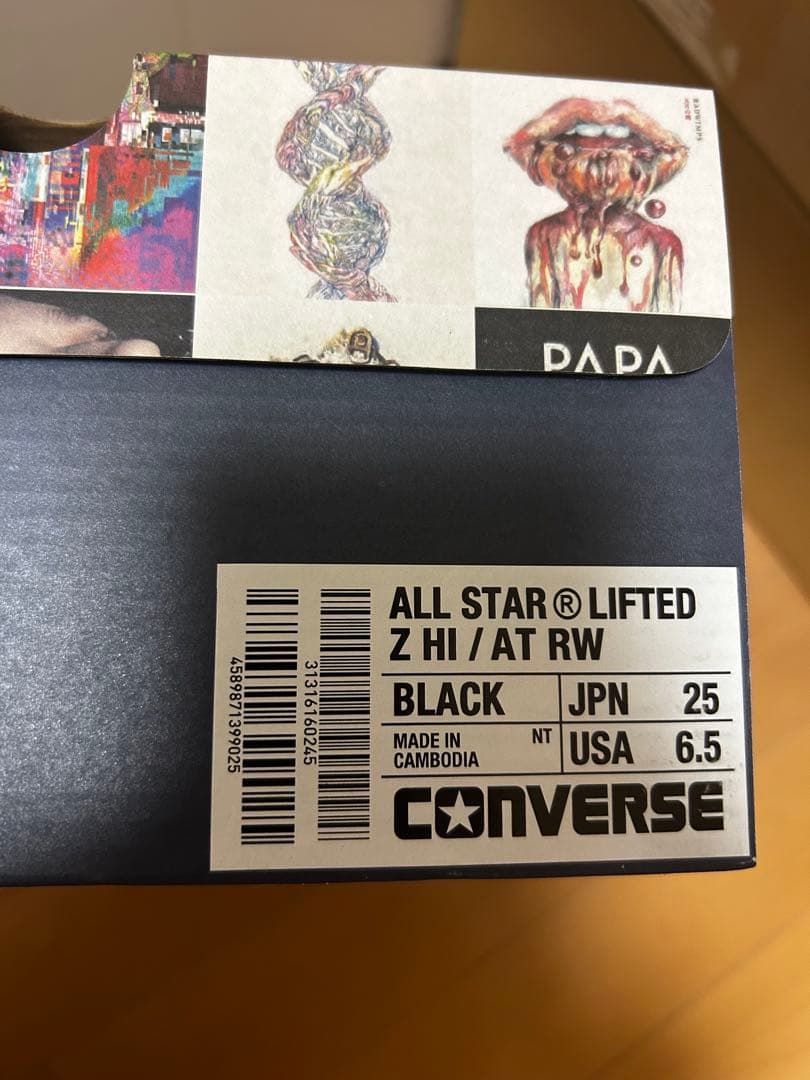 RADWIMPS
PAPA
ALL STAR Ⓡ LIFTED
Z HI / AT RW
BLACK
JPN 25
MADE IN
CAMBODIA
NT
USA 6.5
CONVERSE
4589871399025
31316160245